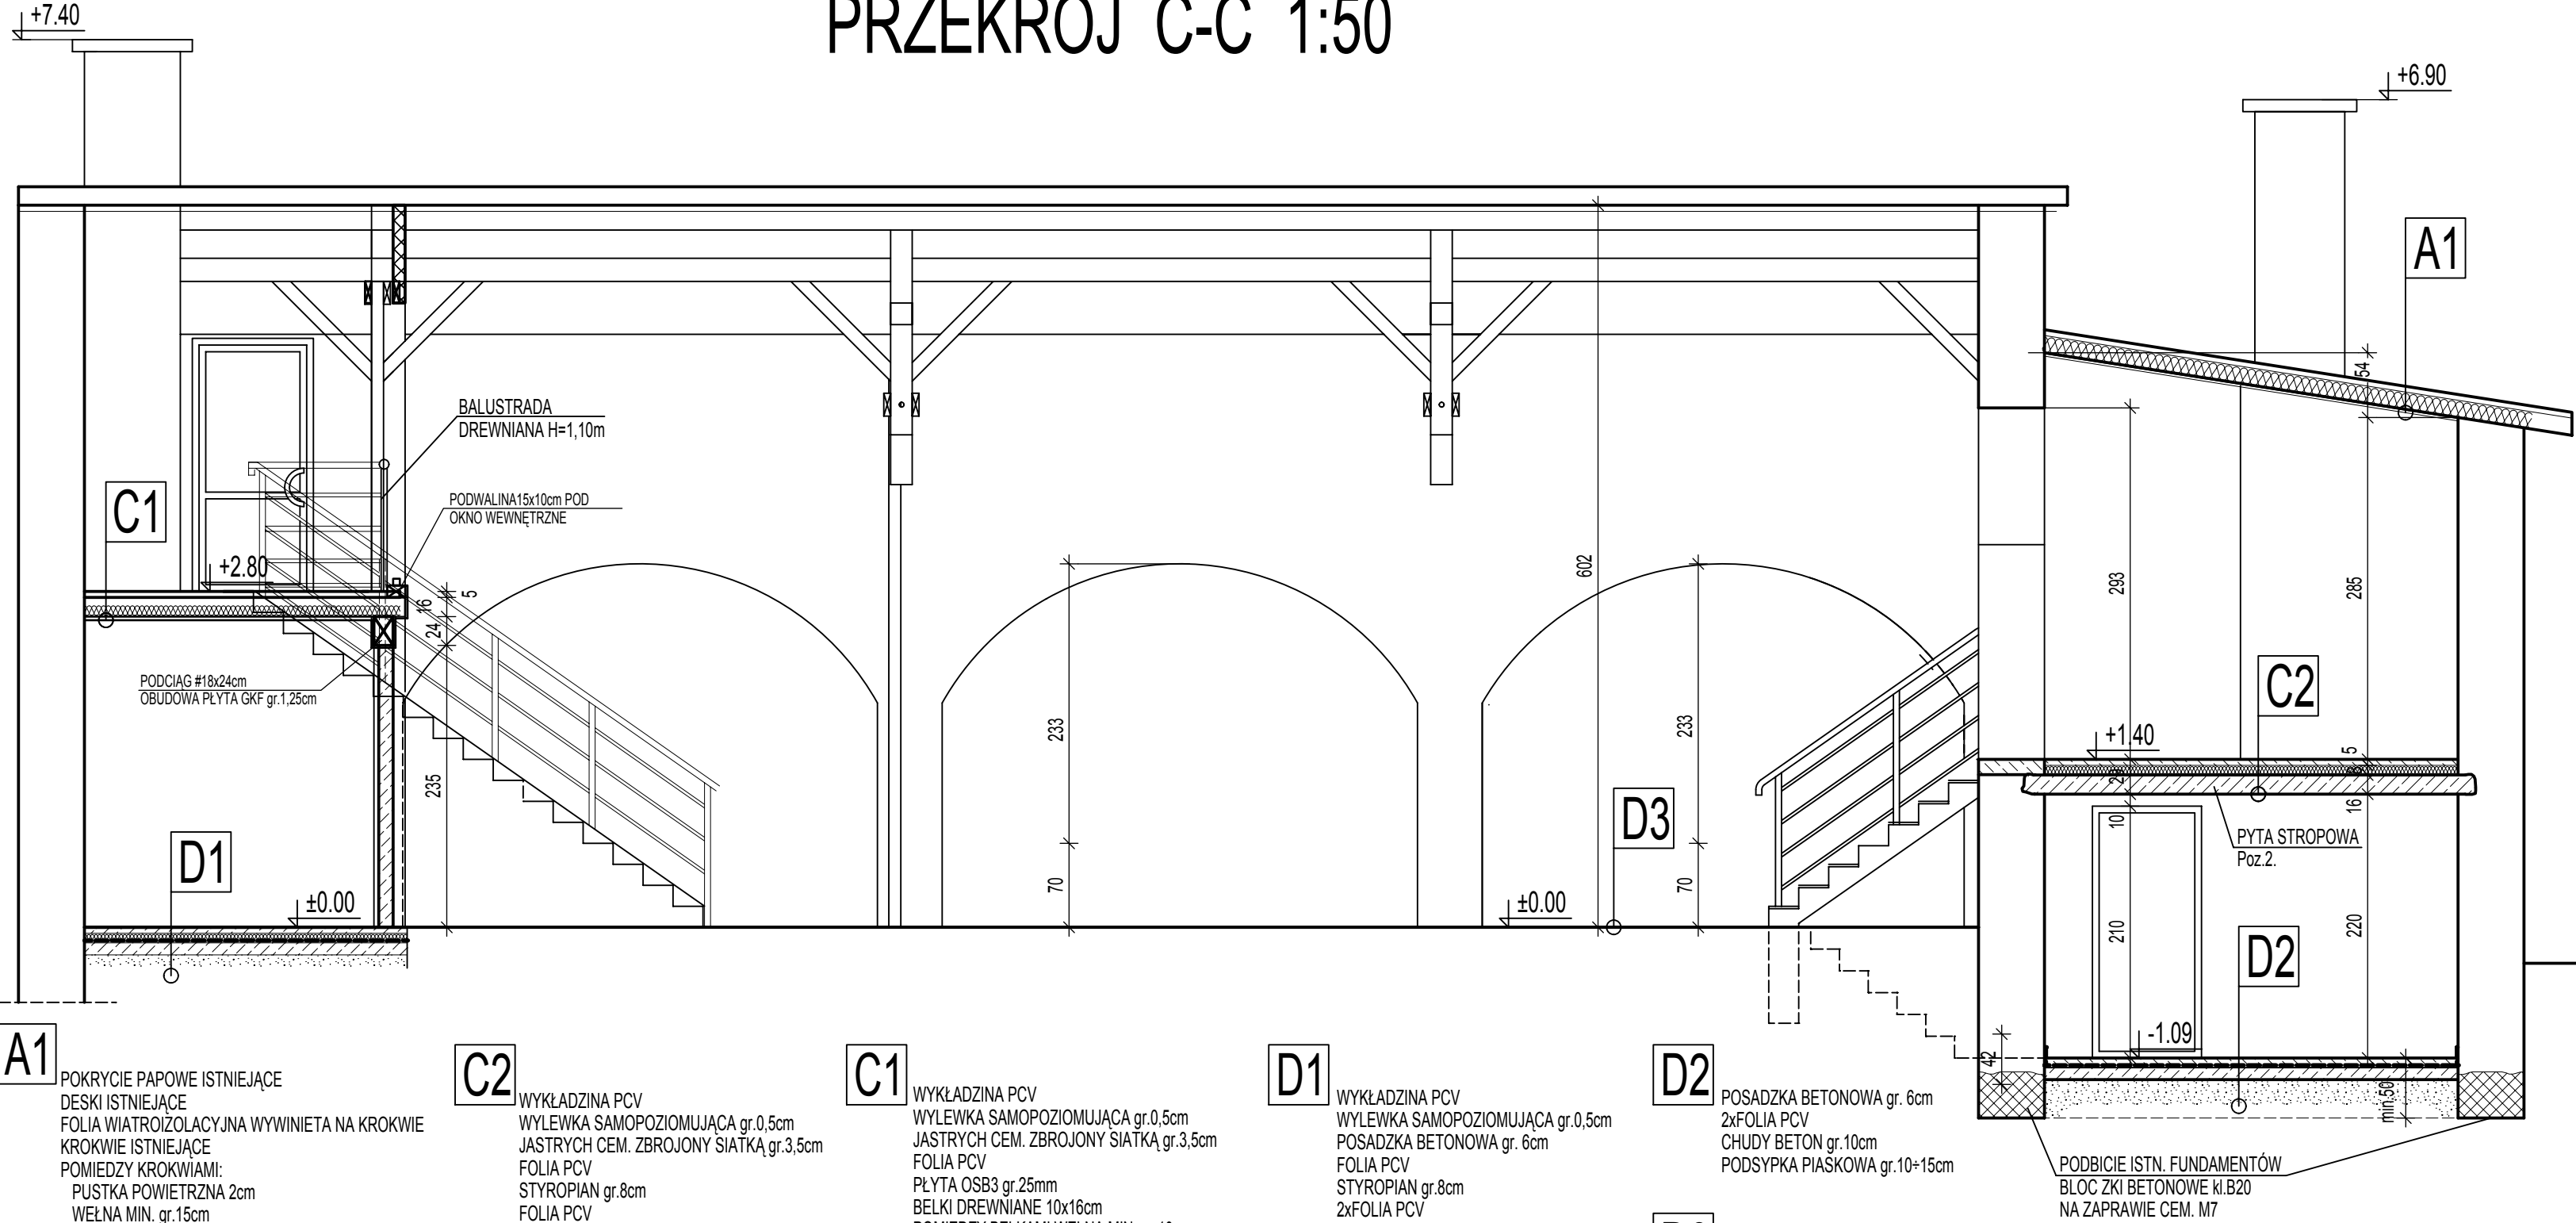 PRZEKRÓJ C-C 1:50
+7.40
+6.90
A1
BALUSTRADA
DREWNIANA H=1,10m
C1
PODWALINA15x10cm POD
OKNO WEWNĘTRZNE
+2.80
5
16
24
235
PODCIĄG #18x24cm
OBUDOWA PŁYTA GKF gr.1,25cm
602
54
293
285
C2
233
233
70
70
+1.40
5
8
16
10
D3
PYTA STROPOWA
Poz.2.
D1
±0.00
±0.00
210
220
D2
-1.09
42
min.50
A1
POKRYCIE PAPOWE ISTNIEJĄCE
DESKI ISTNIEJĄCE
FOLIA WIATROIZOLACYJNA WYWINIETA NA KROKWIE
KROKWIE ISTNIEJĄCE
POMIEDZY KROKWIAMI:
PUSTKA POWIETRZNA 2cm
WEŁNA MIN. gr.15cm
C2
WYKŁADZINA PCV
WYLEWKA SAMOPOZIOMUJĄCA gr.0,5cm
JASTRYCH CEM. ZBROJONY SIATKĄ gr.3,5cm
FOLIA PCV
STYROPIAN gr.8cm
FOLIA PCV
C1
WYKŁADZINA PCV
WYLEWKA SAMOPOZIOMUJĄCA gr.0,5cm
JASTRYCH CEM. ZBROJONY SIATKĄ gr.3,5cm
FOLIA PCV
PŁYTA OSB3 gr.25mm
BELKI DREWNIANE 10x16cm
D1
WYKŁADZINA PCV
WYLEWKA SAMOPOZIOMUJĄCA gr.0,5cm
POSADZKA BETONOWA gr. 6cm
FOLIA PCV
STYROPIAN gr.8cm
2xFOLIA PCV
D2
POSADZKA BETONOWA gr. 6cm
2xFOLIA PCV
CHUDY BETON gr.10cm
PODSYPKA PIASKOWA gr.10÷15cm
PODBICIE ISTN. FUNDAMENTÓW
BLOC ZKI BETONOWE kl.B20
NA ZAPRAWIE CEM. M7